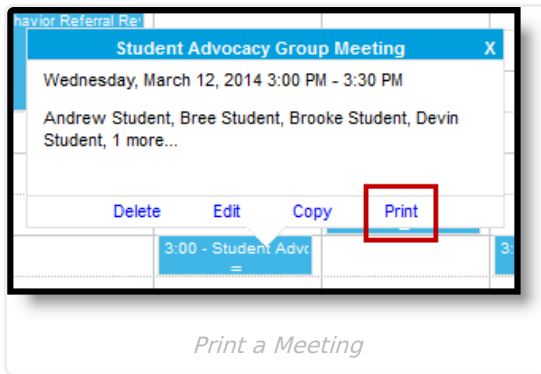 havior Referral Re
Student Advocacy Group Meeting X
Wednesday, March 12, 2014 3:00 PM - 3:30 PM
Andrew Student, Bree Student, Brooke Student, Devin
Student, 1 more...
Delete Edit Copy Print
3:00 - Student Advo
3:
Print a Meeting